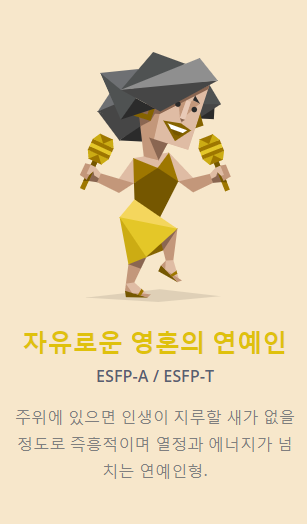 자유로운 영혼의 연예인
ESFP-A / ESFP-T
주위에 있으면 인생이 지루할 새가 없을
정도로 즉흥적이며 열정과 에너지가 넘
치는 연예인형.